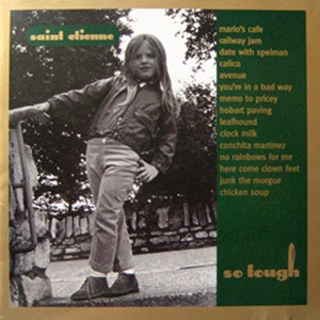 saint etienne
mario's cafe
railway jam
date with spelman
calico
avenue
you're in a bad way
memo to pricey
hobart paving
leafhound
clock milk
conchita martinez
no rainbows for me
here come clown feet
junk the morgue
chicken soup
so tough